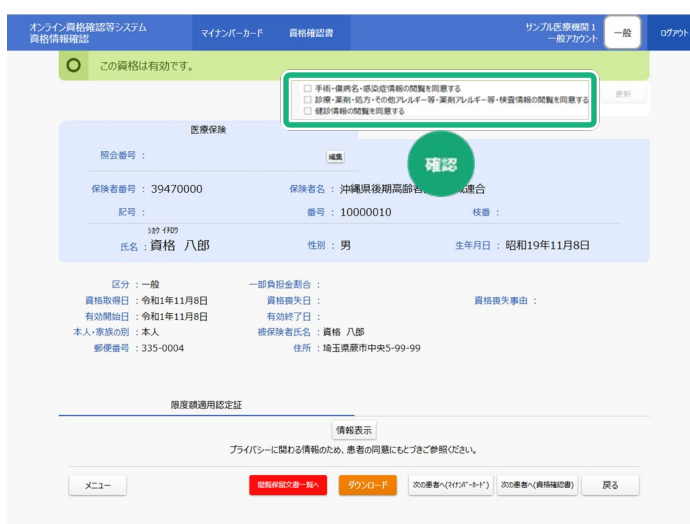 オンライン資格確認等システム
資格情報確認
マイナンバーカード
資格確認書
サンプル医療機関1
一般アカウント
一般
ログアウト
この資格は有効です。
□ 手術・傷病名・感染症情報の閲覧を同意する
□ 診療・薬剤・処方・その他アレルギー等・薬剤アレルギー等・検査情報の閲覧を同意する
□ 健診情報の閲覧を同意する
更新
医療保険
確認
照会番号 :
編集
保険者番号 : 39470000 保険者名 : 沖縄県後期高齢者 連合
記号 : 番号 : 10000010 枝番 :
シカク ハチロウ
氏名 : 資格 八郎 性別 : 男 生年月日 : 昭和19年11月8日
区分 : 一般 一部負担金割合 :
資格取得日 : 令和1年11月8日 資格喪失日 : 資格喪失事由 :
有効開始日 : 令和1年11月8日 有効終了日 :
本人・家族の別 : 本人 被保険者氏名 : 資格 八郎
郵便番号 : 335-0004 住所 : 埼玉県蕨市中央5-99-99
限度額適用認定証
情報表示
プライバシーに関わる情報のため、患者の同意にもとづきご参照ください。
メニュー 閲覧保留文書一覧へ ダウンロード 次の患者へ(マイナンバーカード) 次の患者へ(資格確認書) 戻る